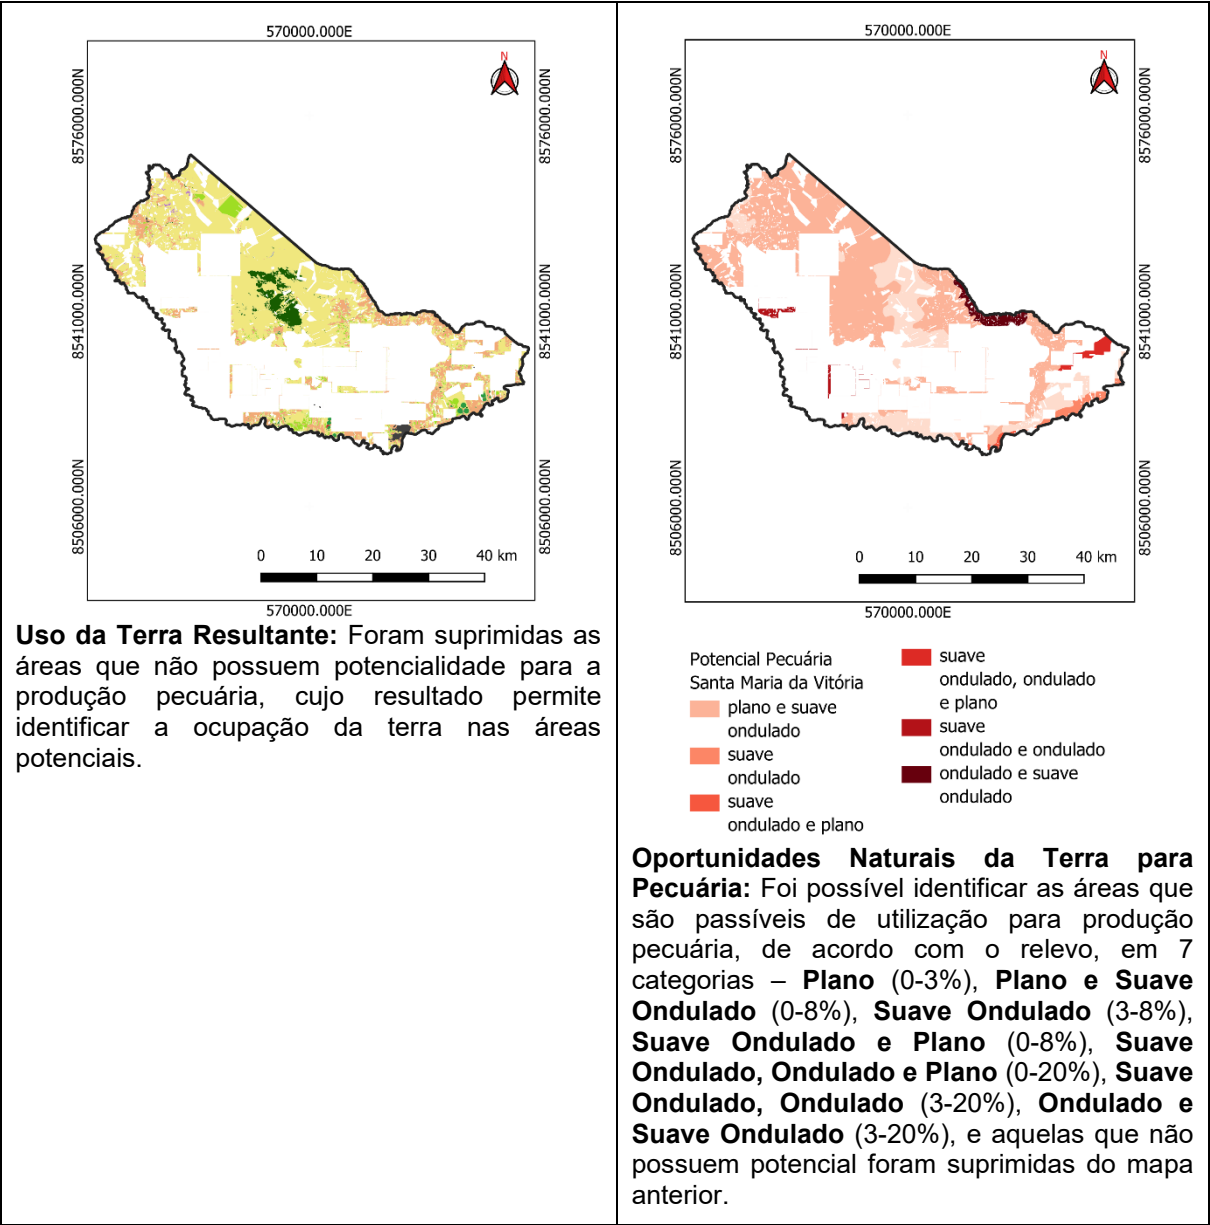 570000.000E
N
8576000.000N
8576000.000N
8541000.000N
8541000.000N
8506000.000N
8506000.000N
0 10 20 30 40 km
570000.000E
Uso da Terra Resultante: Foram suprimidas as
áreas que não possuem potencialidade para a
produção pecuária, cujo resultado permite
identificar a ocupação da terra nas áreas
potenciais.
570000.000E
N
8576000.000N
8576000.000N
8541000.000N
8541000.000N
8506000.000N
8506000.000N
0 10 20 30 40 km
570000.000E
Potencial Pecuária
Santa Maria da Vitória
plano e suave
ondulado
suave
ondulado
suave
ondulado e plano
suave
ondulado, ondulado
e plano
suave
ondulado e ondulado
ondulado e suave
ondulado
Oportunidades Naturais da Terra para
Pecuária: Foi possível identificar as áreas que
são passíveis de utilização para produção
pecuária, de acordo com o relevo, em 7
categorias – Plano (0-3%), Plano e Suave
Ondulado (0-8%), Suave Ondulado (3-8%),
Suave Ondulado e Plano (0-8%), Suave
Ondulado, Ondulado e Plano (0-20%), Suave
Ondulado, Ondulado (3-20%), Ondulado e
Suave Ondulado (3-20%), e aquelas que não
possuem potencial foram suprimidas do mapa
anterior.